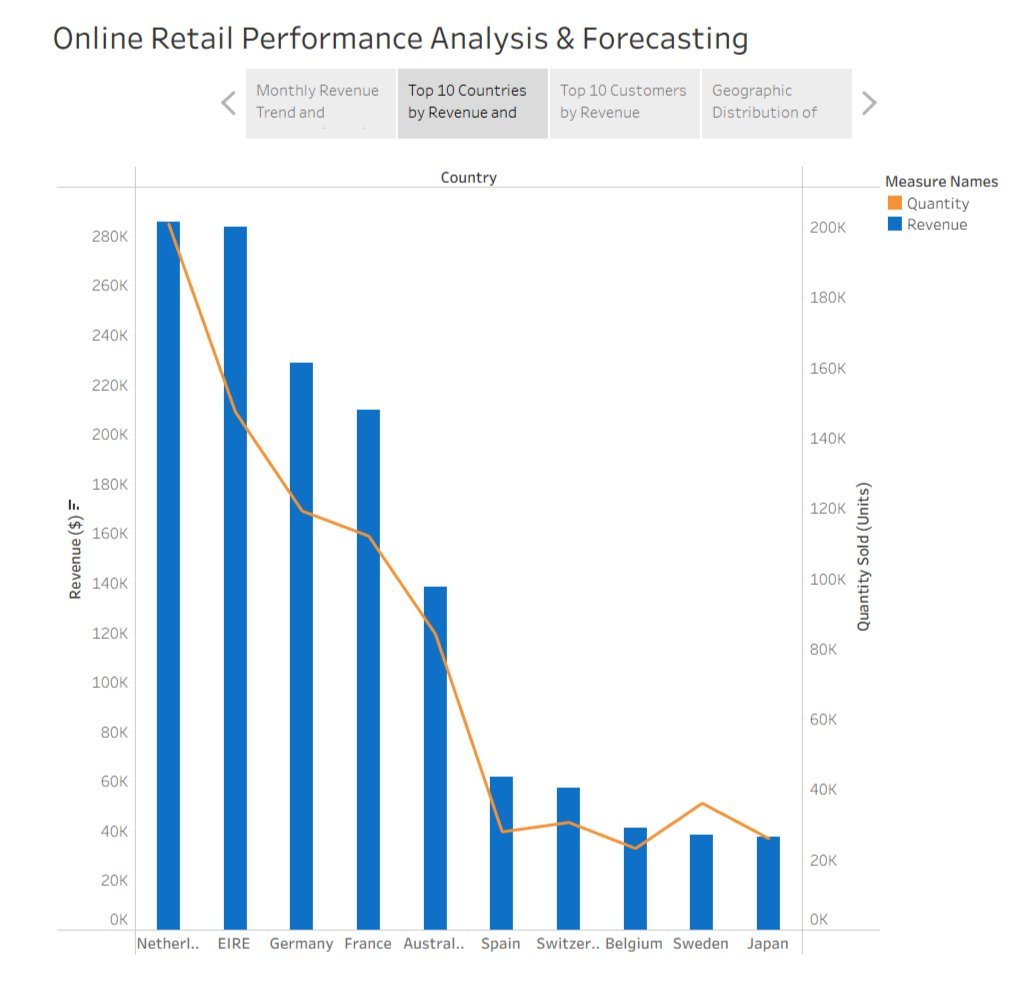 Online Retail Performance Analysis & Forecasting
Monthly Revenue
Trend and
Top 10 Countries
by Revenue and
Top 10 Customers
by Revenue
Geographic
Distribution of
Country
Measure Names
Quantity
Revenue
Revenue ($)
280K
260K
240K
220K
200K
180K
160K
140K
120K
100K
80K
60K
40K
20K
0K
200K
180K
160K
140K
120K
100K
80K
60K
40K
20K
0K
Quantity Sold (Units)
Netherl.. EIRE Germany France Austral.. Spain Switzer.. Belgium Sweden Japan